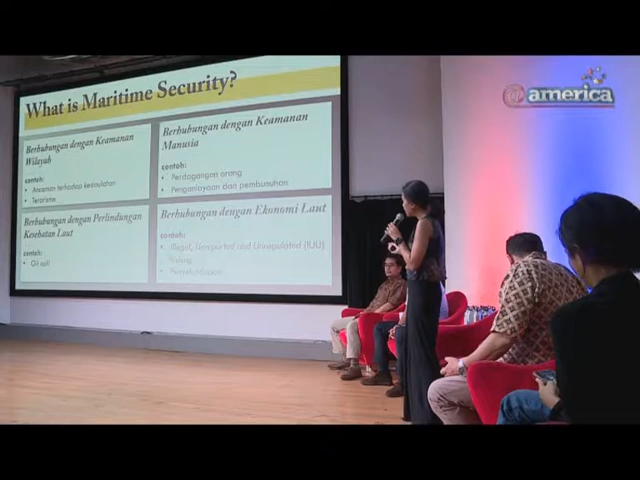 @america
What is Maritime Security?
Berhubungan dengan Keamanan
Wilayah
contoh:
Ancaman terhadap kedaulatan
Terorisme
Berhubungan dengan Keamanan
Manusia
contoh:
Perdagangan orang
Penganiayaan dan pembunuhan
Berhubungan dengan Perlindungan
Kesehatan Laut
contoh:
Oil spill
Berhubungan dengan Ekonomi Laut
contoh:
Illegal, Unreported and Unregulated (IUU)
Fishing
Penyelundupan